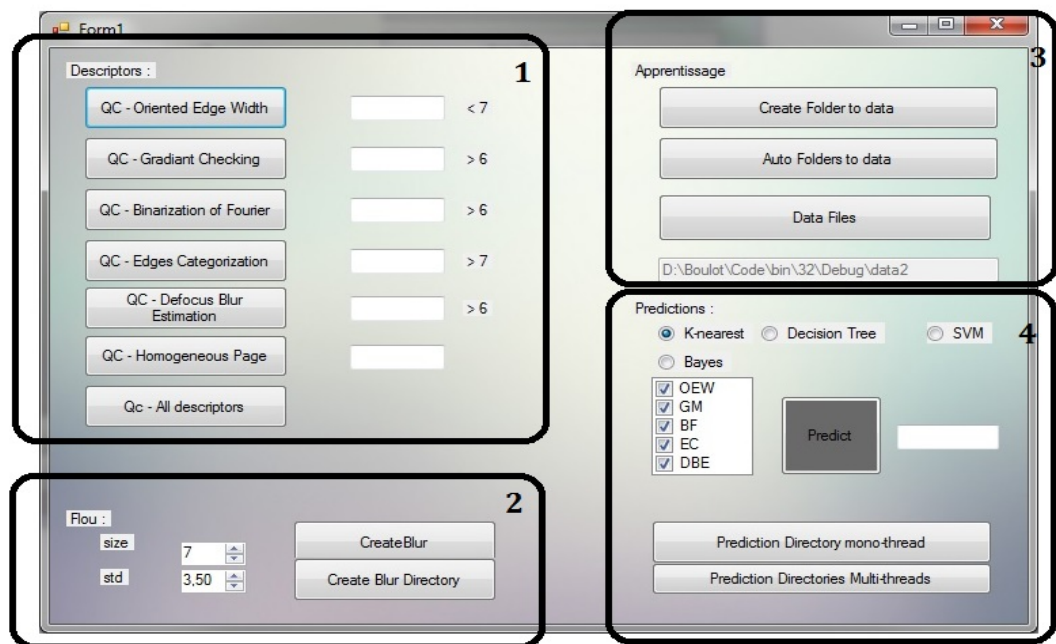 Form1
1
Descriptors :
QC - Oriented Edge Width
< 7
QC - Gradiant Checking
> 6
QC - Binarization of Fourier
> 6
QC - Edges Categorization
> 7
QC - Defocus Blur
Estimation
> 6
QC - Homogeneous Page
Qc - All descriptors
2
Flou :
size
7
CreateBlur
std
3,50
Create Blur Directory
3
Apprentissage
Create Folder to data
Auto Folders to data
Data Files
D:\Boulot\Code\bin\32\Debug\data2
Predictions :
4
K-nearest
Decision Tree
SVM
Bayes
OEW
GM
BF
EC
DBE
Predict
Prediction Directory mono-thread
Prediction Directories Multi-threads